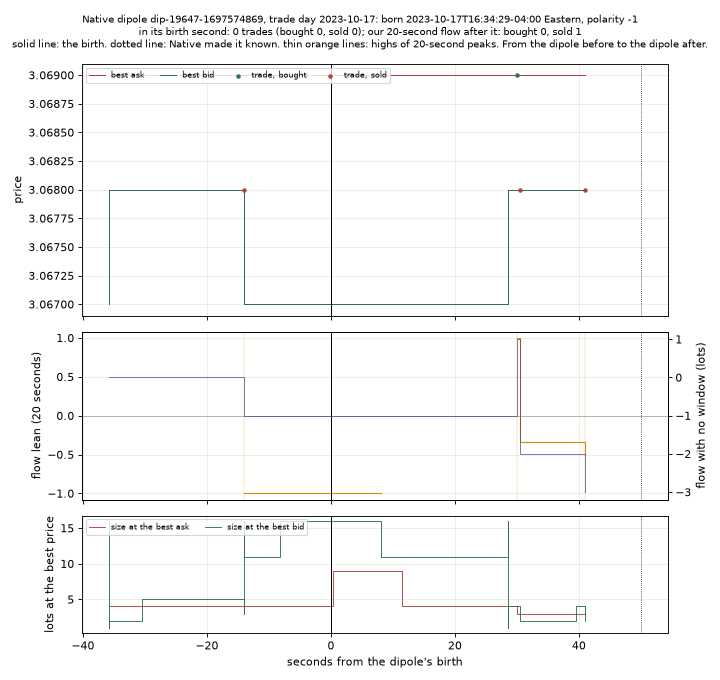 Native dipole dip-19647-1697574869, trade day 2023-10-17: born 2023-10-17T16:34:29-04:00 Eastern, polarity -1
in its birth second: 0 trades (bought 0, sold 0); our 20-second flow after it: bought 0, sold 1
solid line: the birth. dotted line: Native made it known. thin orange lines: highs of 20-second peaks. From the dipole before to the dipole after.
best ask best bid trade, bought trade, sold
3.06900
3.06875
3.06850
3.06825
3.06800
3.06775
3.06750
3.06725
3.06700
price
1.0
0.5
0.0
−0.5
−1.0
flow lean (20 seconds)
1
0
−1
−2
−3
flow with no window (lots)
size at the best ask size at the best bid
15
10
5
lots at the best price
−40 −20 0 20 40
seconds from the dipole's birth